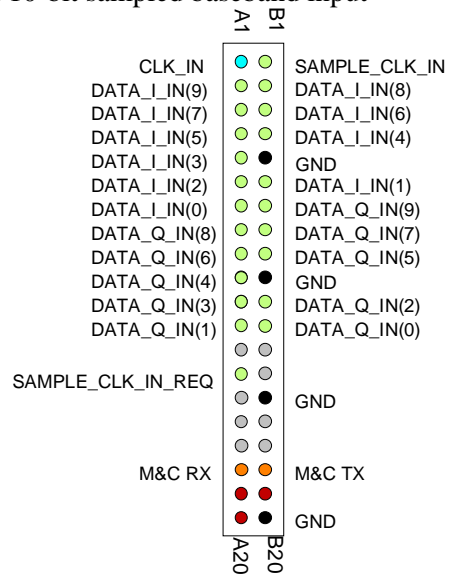 10-bit sampled baseband input
A1 B1
CLK_IN SAMPLE_CLK_IN
DATA_I_IN(9) DATA_I_IN(8)
DATA_I_IN(7) DATA_I_IN(6)
DATA_I_IN(5) DATA_I_IN(4)
DATA_I_IN(3) GND
DATA_I_IN(2) DATA_I_IN(1)
DATA_I_IN(0) DATA_Q_IN(9)
DATA_Q_IN(8) DATA_Q_IN(7)
DATA_Q_IN(6) DATA_Q_IN(5)
DATA_Q_IN(4) GND
DATA_Q_IN(3) DATA_Q_IN(2)
DATA_Q_IN(1) DATA_Q_IN(0)
SAMPLE_CLK_IN_REQ
GND
M&C RX M&C TX
GND
A20 B20